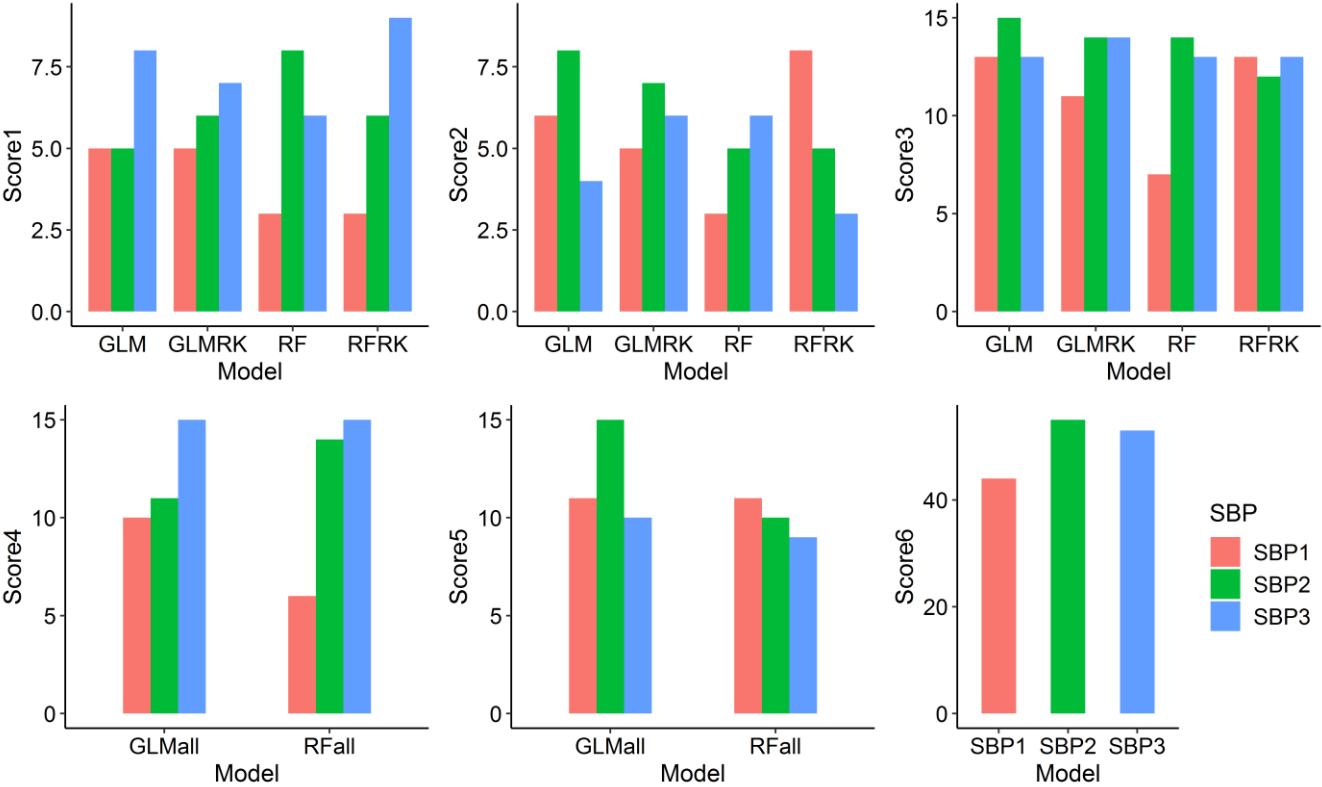 Score1
7.5
5.0
2.5
0.0
GLM GLMRK RF RFRK
Model
Score2
7.5
5.0
2.5
0.0
GLM GLMRK RF RFRK
Model
Score3
15
10
5
0
GLM GLMRK RF RFRK
Model
Score4
15
10
5
0
GLMall RFall
Model
Score5
15
10
5
0
GLMall RFall
Model
Score6
40
20
0
SBP1 SBP2 SBP3
Model
SBP
SBP1
SBP2
SBP3